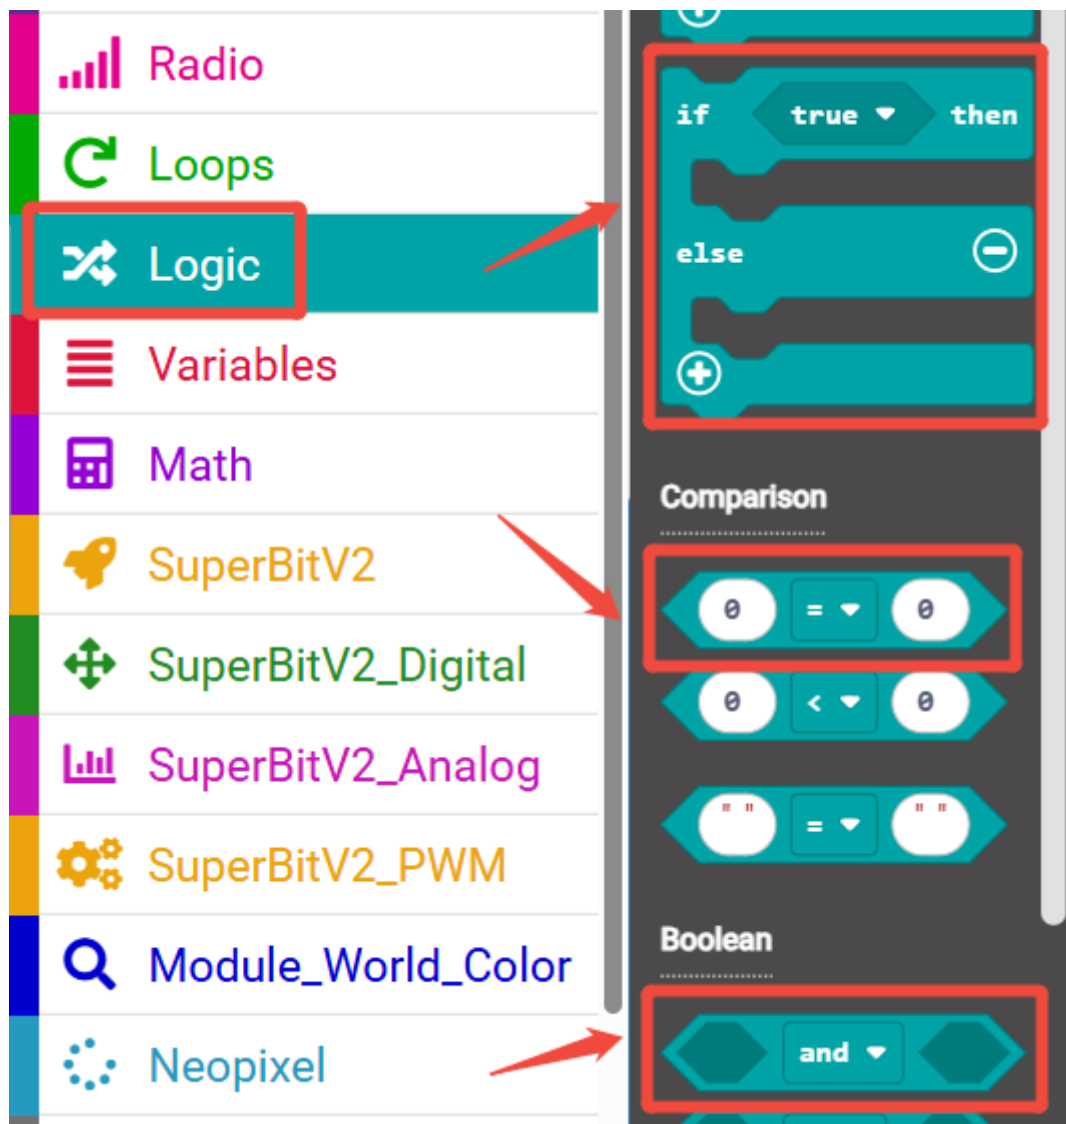 Radio
Loops
Logic
Variables
Math
SuperBitV2
SuperBitV2_Digital
SuperBitV2_Analog
SuperBitV2_PWM
Module_World_Color
Neopixel
if true then
else
Comparison
0 = 0
0 < 0
" " = " "
Boolean
and